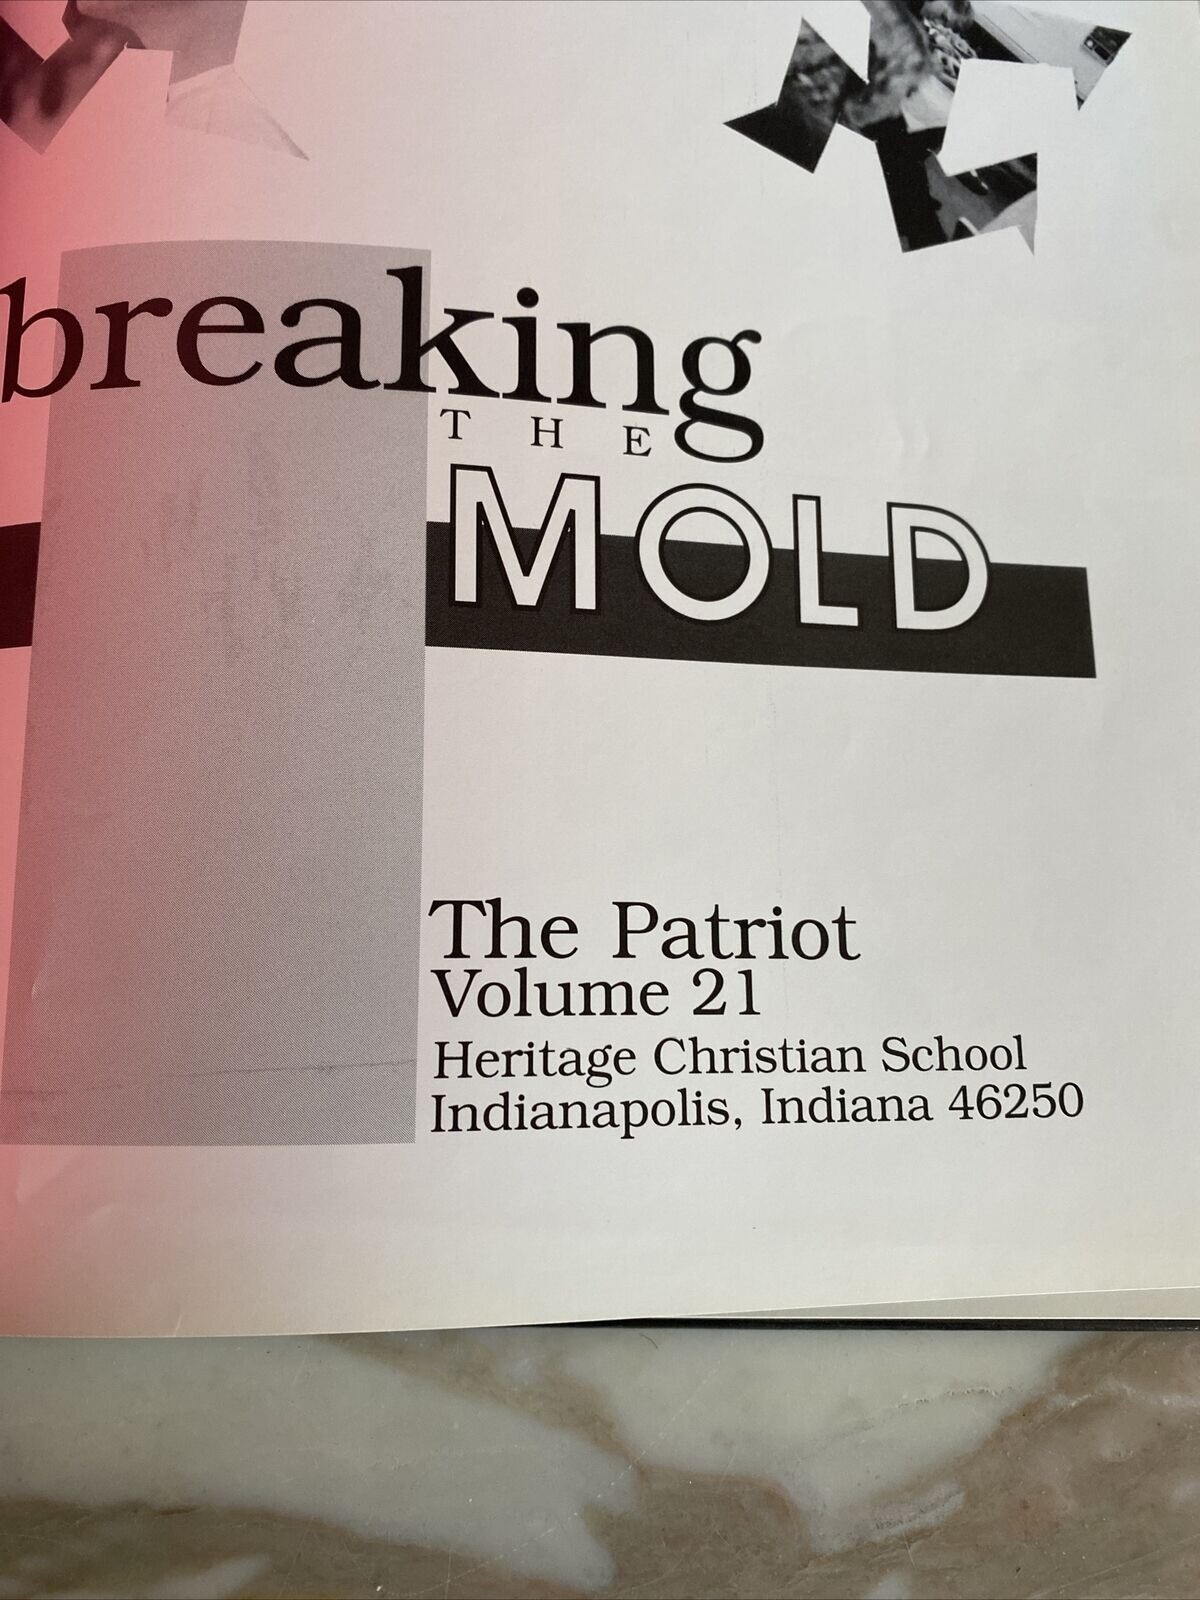 breaking
THE
MOLD
The Patriot
Volume 21
Heritage Christian School
Indianapolis, Indiana 46250